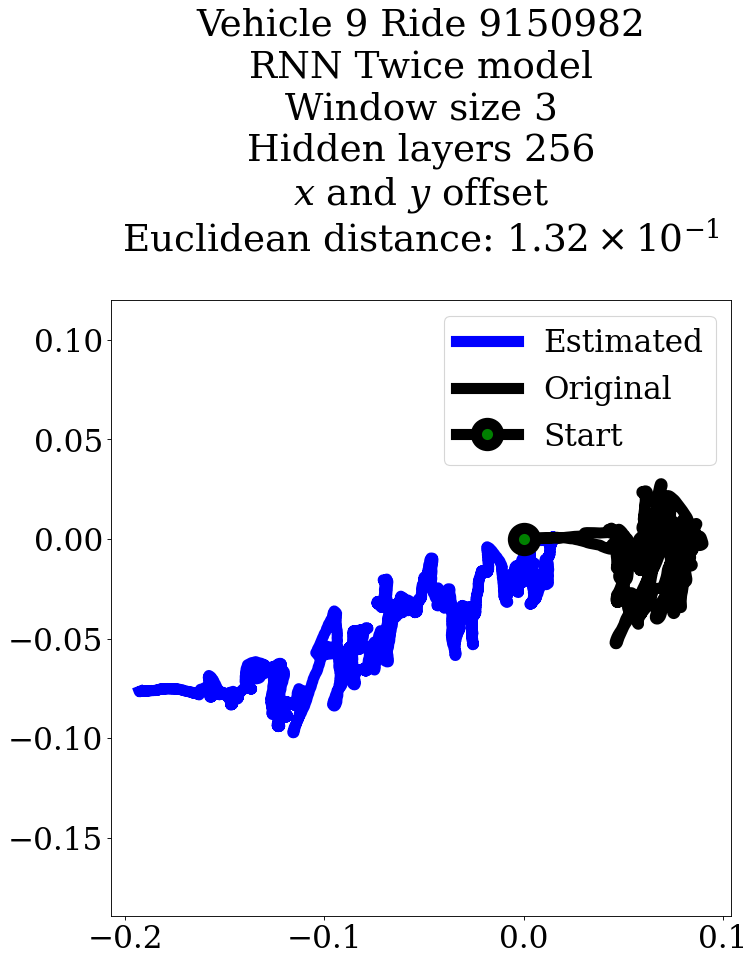 Vehicle 9 Ride 9150982
RNN Twice model
Window size 3
Hidden layers 256
x and y offset
Euclidean distance: 1.32 × 10⁻¹
Estimated
Original
Start
0.10
0.05
0.00
−0.05
−0.10
−0.15
−0.2
−0.1
0.0
0.1